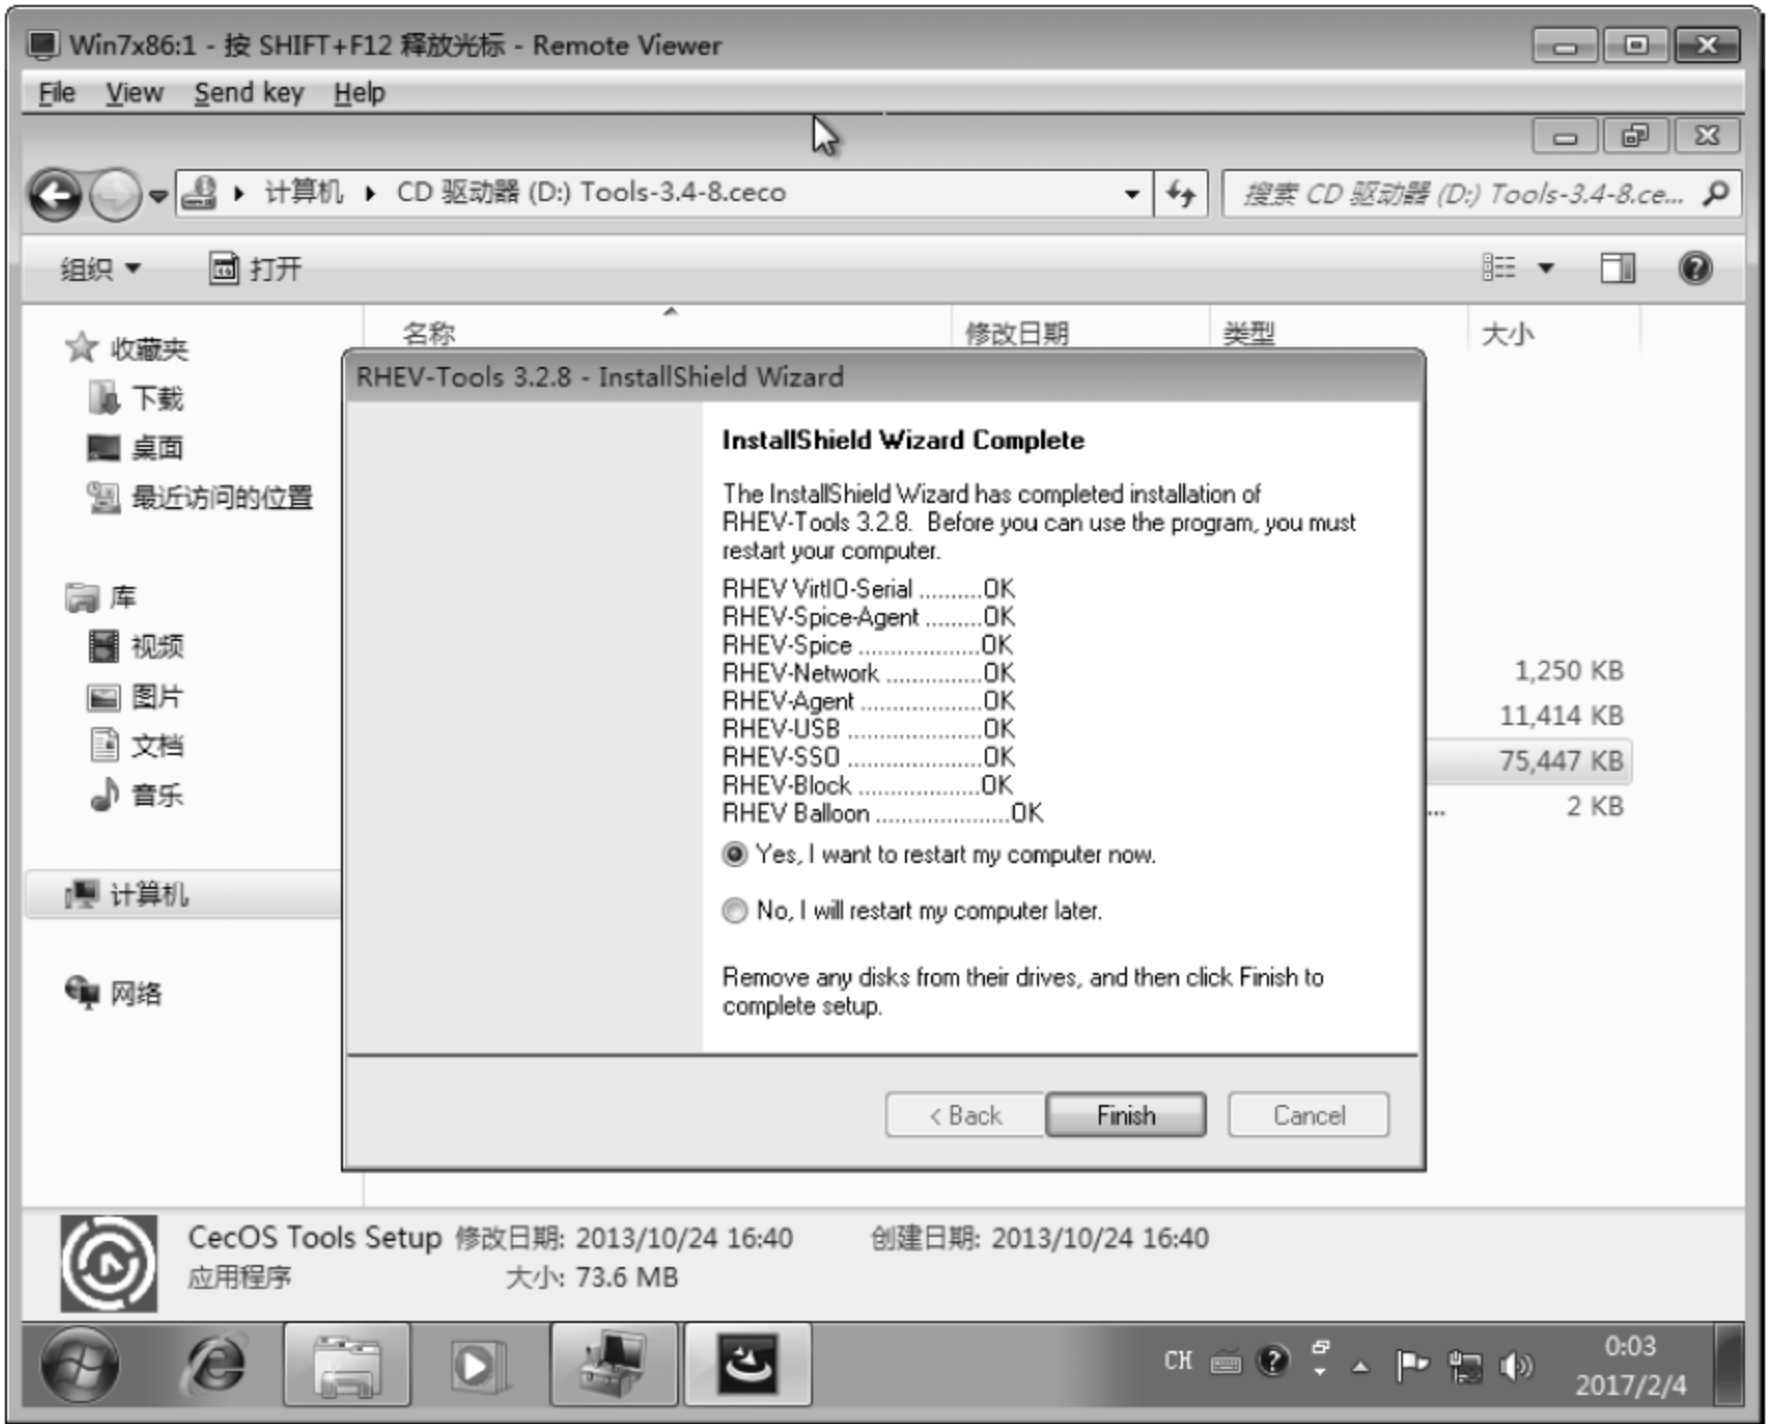 Win7x86:1 - 按 SHIFT+F12 释放光标 - Remote Viewer
File View Send key Help
计算机 CD 驱动器 (D:) Tools-3.4-8.ceco 搜索 CD 驱动器 (D:) Tools-3.4-8.ce...
组织 打开
名称 修改日期 类型 大小
收藏夹
下载
桌面
最近访问的位置
库
视频
图片
文档
音乐
计算机
网络
1,250 KB
11,414 KB
75,447 KB
... 2 KB
RHEV-Tools 3.2.8 - InstallShield Wizard
InstallShield Wizard Complete
The InstallShield Wizard has completed installation of
RHEV-Tools 3.2.8. Before you can use the program, you must
restart your computer.
RHEV VirtIO-Serial ..........OK
RHEV-Spice-Agent .........OK
RHEV-Spice ...................OK
RHEV-Network ...............OK
RHEV-Agent ...................OK
RHEV-USB .....................OK
RHEV-SSO .....................OK
RHEV-Block ...................OK
RHEV Balloon .....................OK
Yes, I want to restart my computer now.
No, I will restart my computer later.
Remove any disks from their drives, and then click Finish to
complete setup.
< Back Finish Cancel
CecOS Tools Setup 修改日期: 2013/10/24 16:40 创建日期: 2013/10/24 16:40
应用程序 大小: 73.6 MB
CH 0:03
2017/2/4